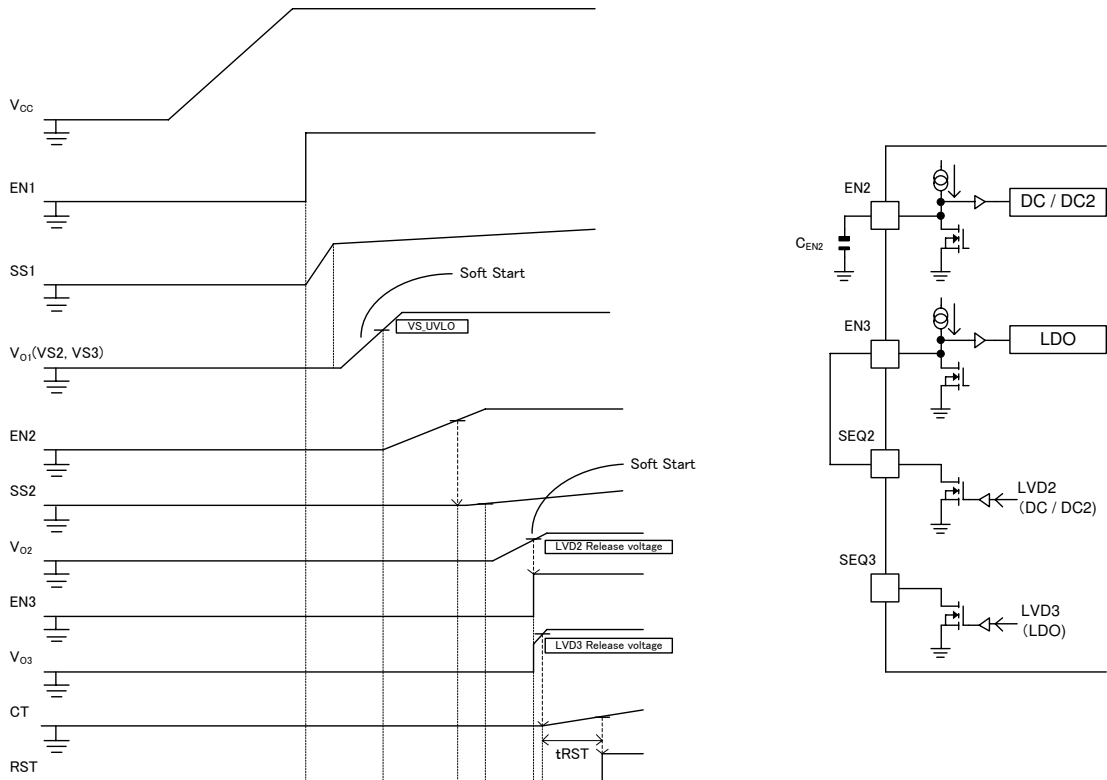 VCC
EN1
SS1
Soft Start
VS_UVLO
VO1(VS2, VS3)
EN2
SS2
Soft Start
VO2
LVD2 Release voltage
EN3
LVD3 Release voltage
VO3
CT
tRST
RST
EN2
DC / DC2
CEN2
EN3
LDO
SEQ2
LVD2
(DC / DC2)
SEQ3
LVD3
(LDO)